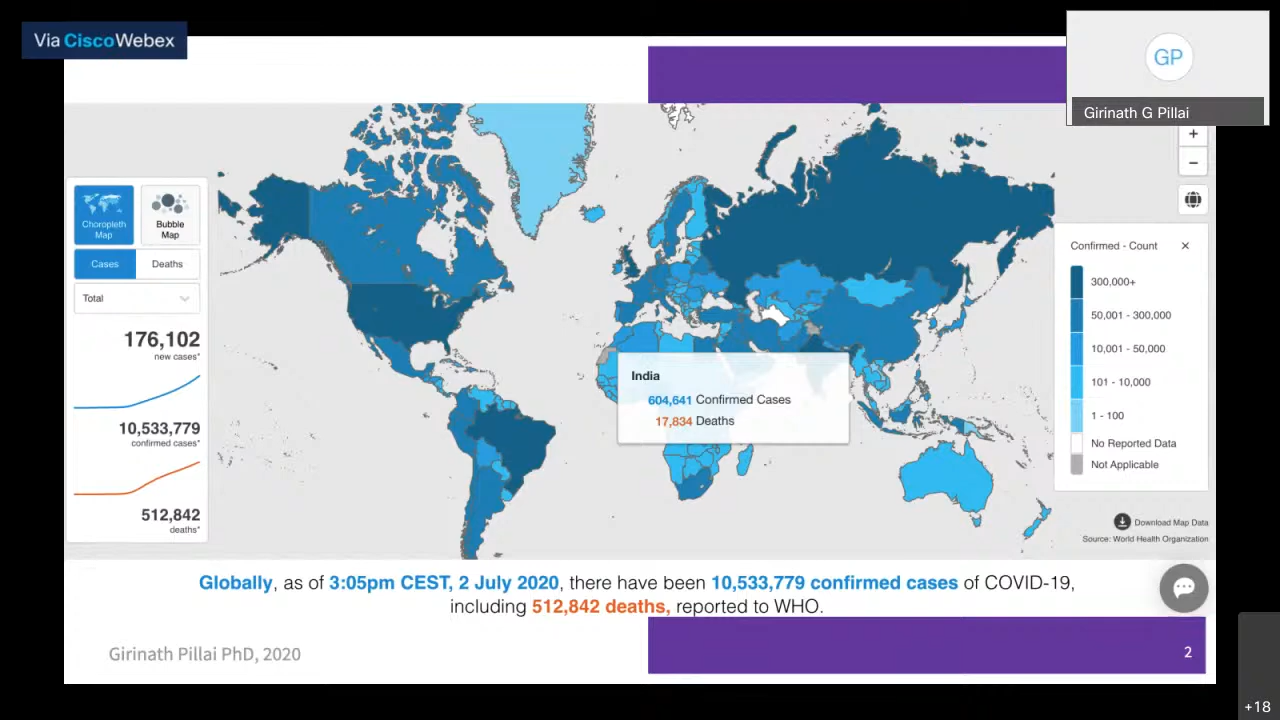 Via CiscoWebex
GP
Girinath G Pillai
+
−
Choropleth
Map
Bubble
Map
Cases
Deaths
Total
176,102
new cases*
10,533,779
confirmed cases*
512,842
deaths*
India
604,641 Confirmed Cases
17,834 Deaths
Confirmed - Count ×
300,000+
50,001 - 300,000
10,001 - 50,000
101 - 10,000
1 - 100
No Reported Data
Not Applicable
Download Map Data
Source: World Health Organization
Globally, as of 3:05pm CEST, 2 July 2020, there have been 10,533,779 confirmed cases of COVID-19,
including 512,842 deaths, reported to WHO.
Girinath Pillai PhD, 2020
2
+18